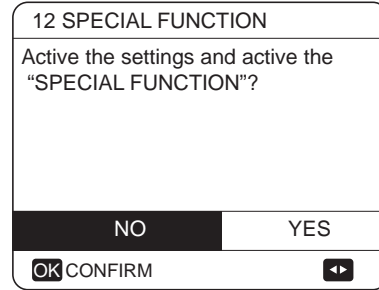 12 SPECIAL FUNCTION
Active the settings and active the
“SPECIAL FUNCTION”?
NO YES
OK CONFIRM